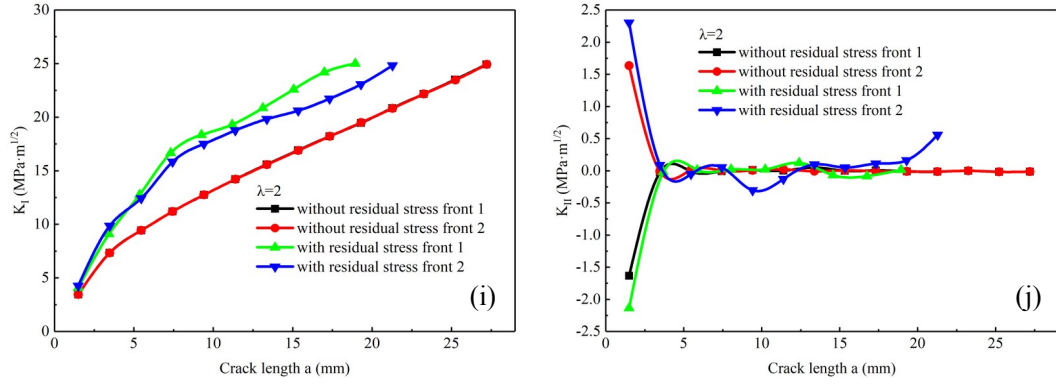 30
25
20
15
10
5
0
K_I (MPa·m^{1/2})
λ=2
without residual stress front 1
without residual stress front 2
with residual stress front 1
with residual stress front 2
(i)
0 5 10 15 20 25
Crack length a (mm)
2.5
2.0
1.5
1.0
0.5
0.0
-0.5
-1.0
-1.5
-2.0
-2.5
K_{II} (MPa·m^{1/2})
λ=2
without residual stress front 1
without residual stress front 2
with residual stress front 1
with residual stress front 2
(j)
0 5 10 15 20 25
Crack length a (mm)